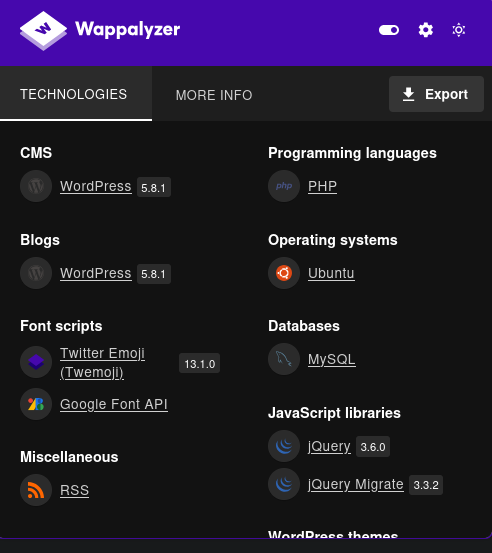 Wappalyzer
TECHNOLOGIES
MORE INFO
Export
CMS
WordPress 5.8.1
Blogs
WordPress 5.8.1
Font scripts
Twitter Emoji
(Twemoji) 13.1.0
Google Font API
Miscellaneous
RSS
Programming languages
php PHP
Operating systems
Ubuntu
Databases
MySQL
JavaScript libraries
jQuery 3.6.0
jQuery Migrate 3.3.2
WordPress themes